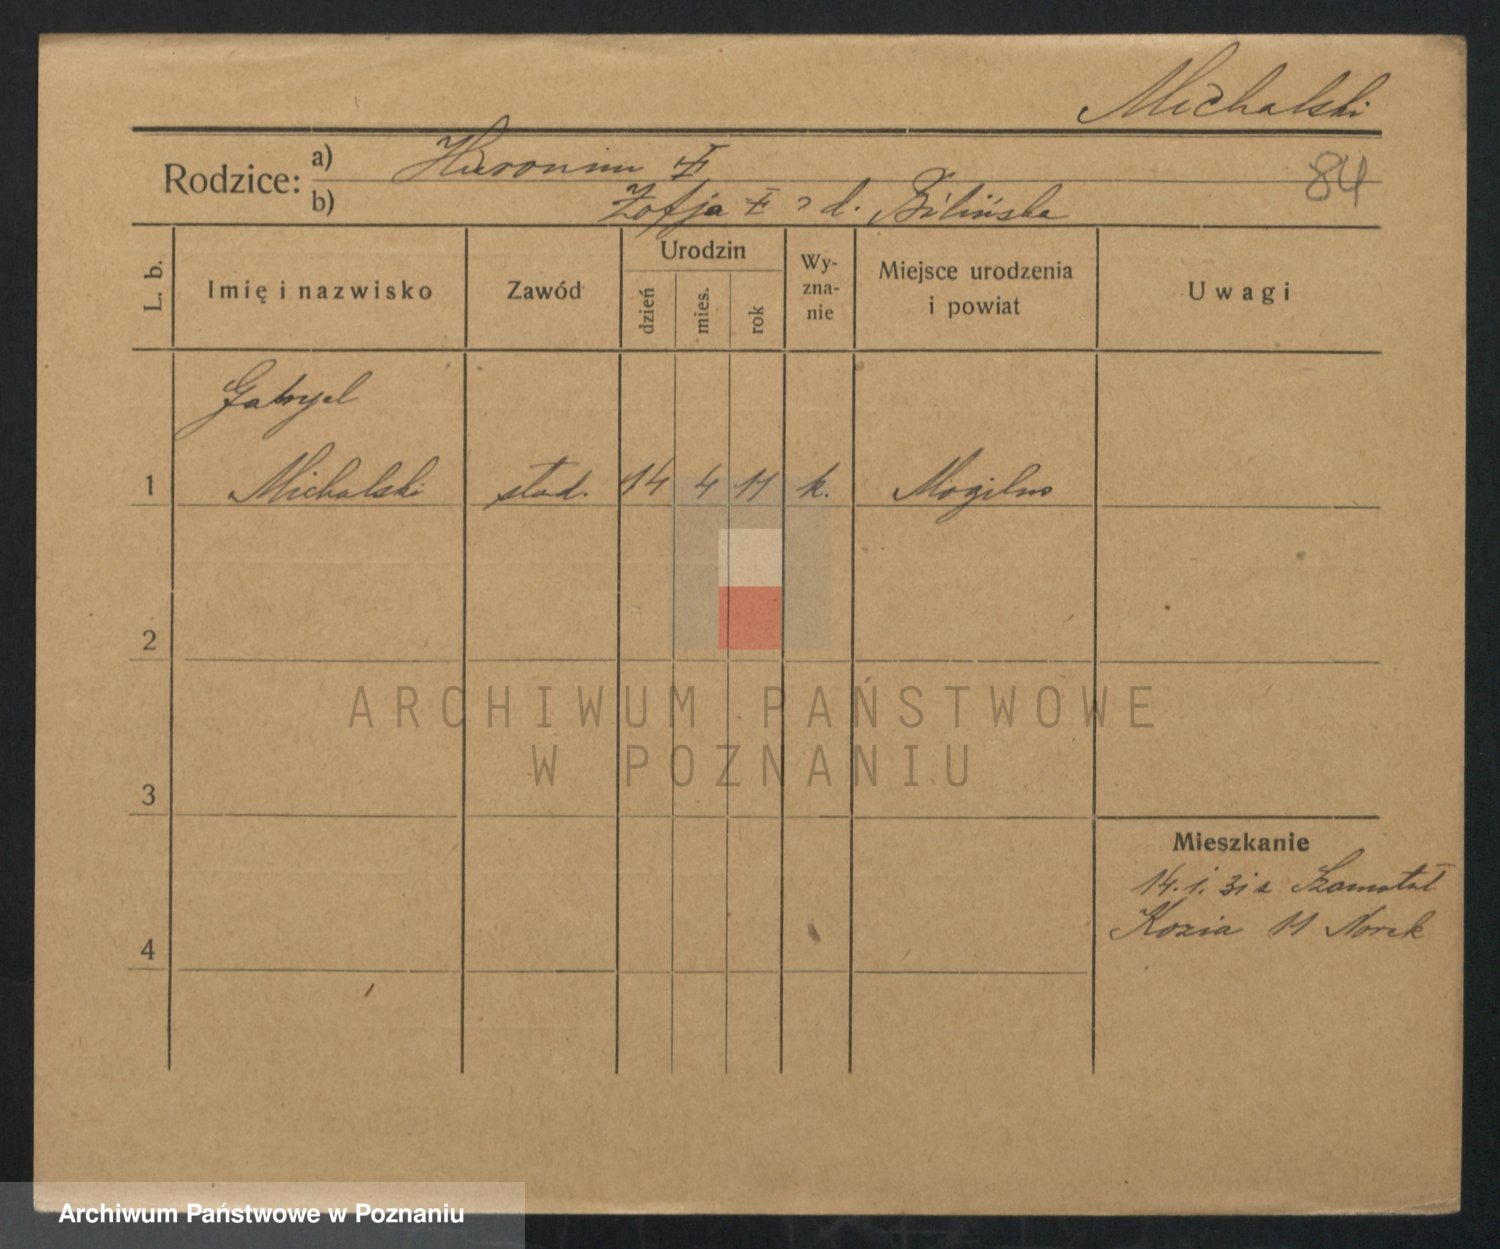 Michalski
Rodzice:
a) Hieronim
84
b) Zofja z d. Bilińska
L. b.
Imię i nazwisko
Zawód
Urodzin
dzień
mies.
rok
Wy-
zna-
nie
Miejsce urodzenia
i powiat
Uwagi
Gabryel
1 Michalski stud. 14 4 11 k. Mogilno
2
ARCHIWUM PAŃSTWOWE
W POZNANIU
3
Mieszkanie
14. 1. 31 z
Kozia 11
4
Archiwum Państwowe w Poznaniu